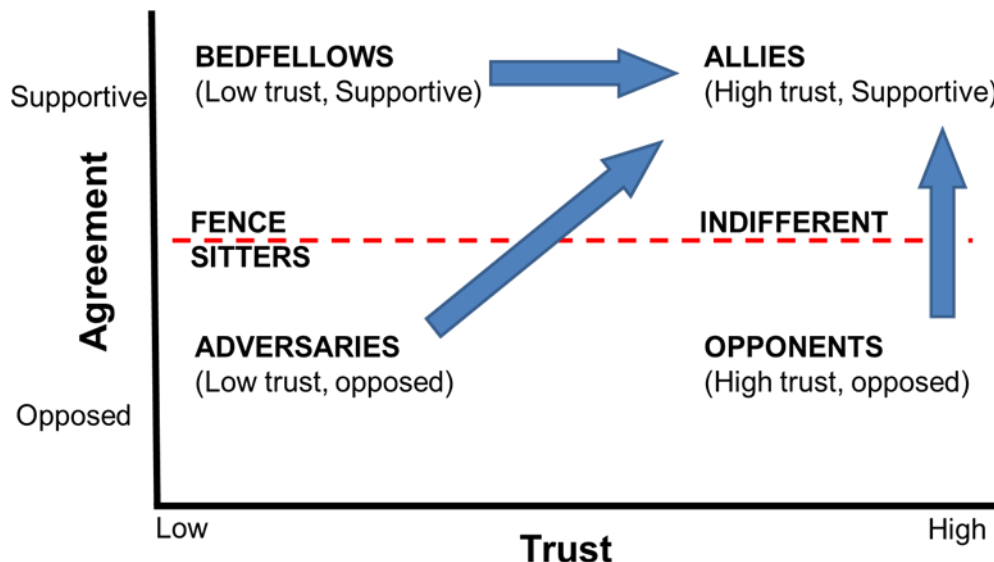 BEDFELLOWS
(Low trust, Supportive)
ALLIES
(High trust, Supportive)
Supportive
Agreement
FENCE
SITTERS
INDIFFERENT
ADVERSARIES
(Low trust, opposed)
OPPONENTS
(High trust, opposed)
Opposed
Low
Trust
High